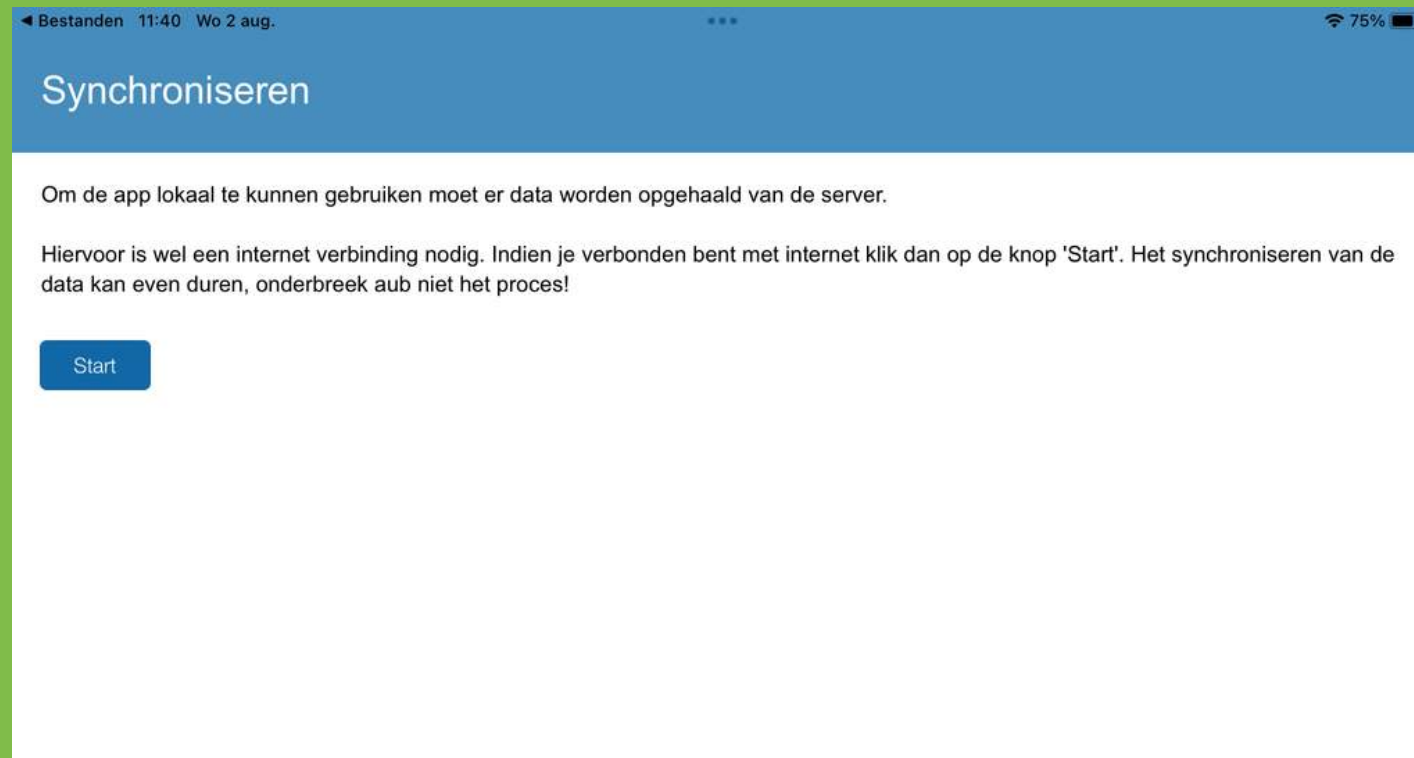 ◀ Bestanden 11:40 Wo 2 aug. 75%
Synchroniseren
Om de app lokaal te kunnen gebruiken moet er data worden opgehaald van de server.
Hiervoor is wel een internet verbinding nodig. Indien je verbonden bent met internet klik dan op de knop 'Start'. Het synchroniseren van de
data kan even duren, onderbreek aub niet het proces!
Start